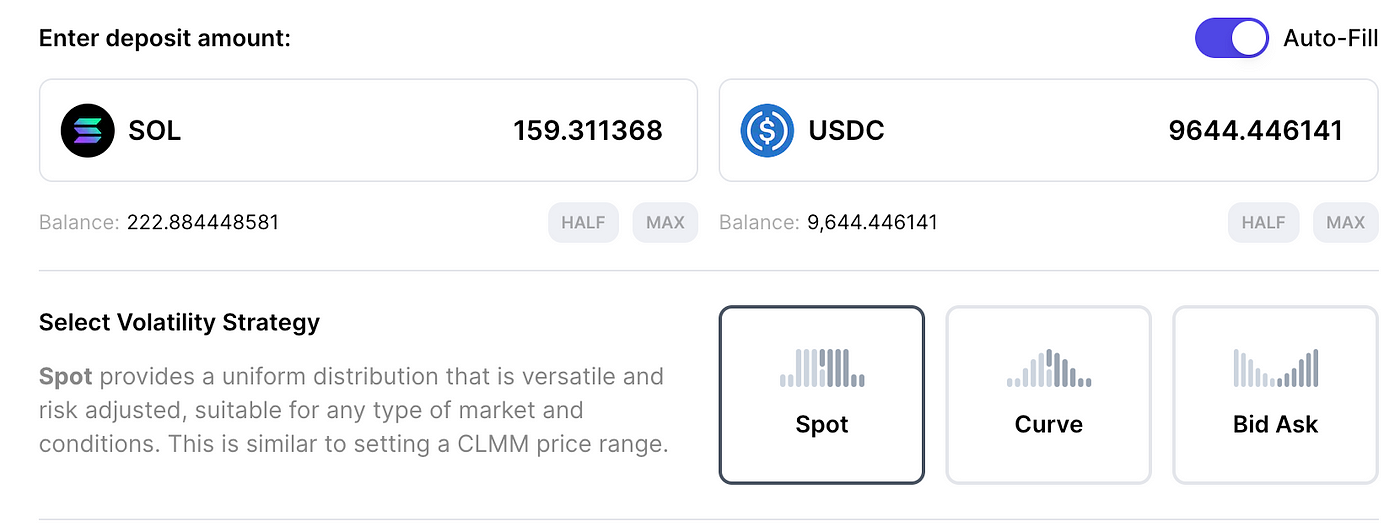 Enter deposit amount:
Auto-Fill
SOL 159.311368
USDC 9644.446141
Balance: 222.884448581 HALF MAX
Balance: 9,644.446141 HALF MAX
Select Volatility Strategy
Spot provides a uniform distribution that is versatile and
risk adjusted, suitable for any type of market and
conditions. This is similar to setting a CLMM price range.
Spot
Curve
Bid Ask